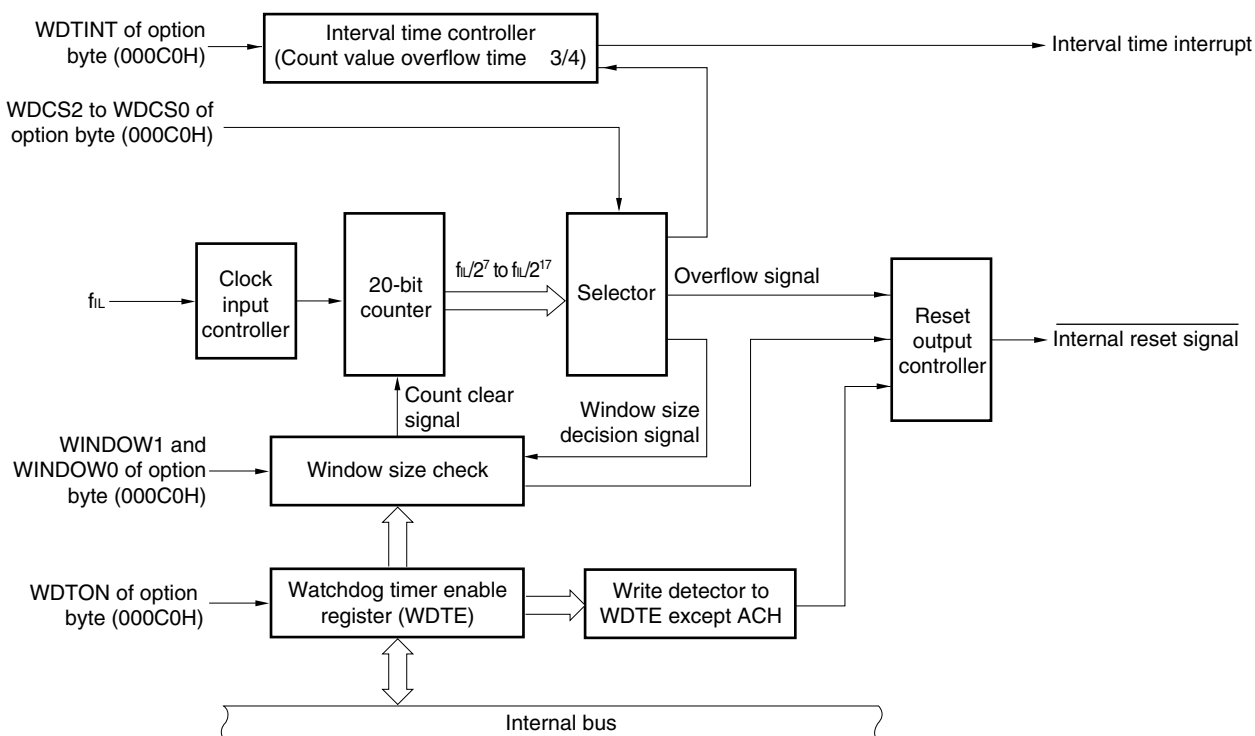 WDTINT of option
byte (000C0H)
Interval time controller
(Count value overflow time 3/4)
Interval time interrupt
WDCS2 to WDCS0 of
option byte (000C0H)
fIL
Clock
input
controller
20-bit
counter
fIL/2⁷ to fIL/2¹⁷
Selector
Overflow signal
Reset
output
controller
Internal reset signal
Count clear
signal
Window size
decision signal
WINDOW1 and
WINDOW0 of option
byte (000C0H)
Window size check
WDTON of option
byte (000C0H)
Watchdog timer enable
register (WDTE)
Write detector to
WDTE except ACH
Internal bus